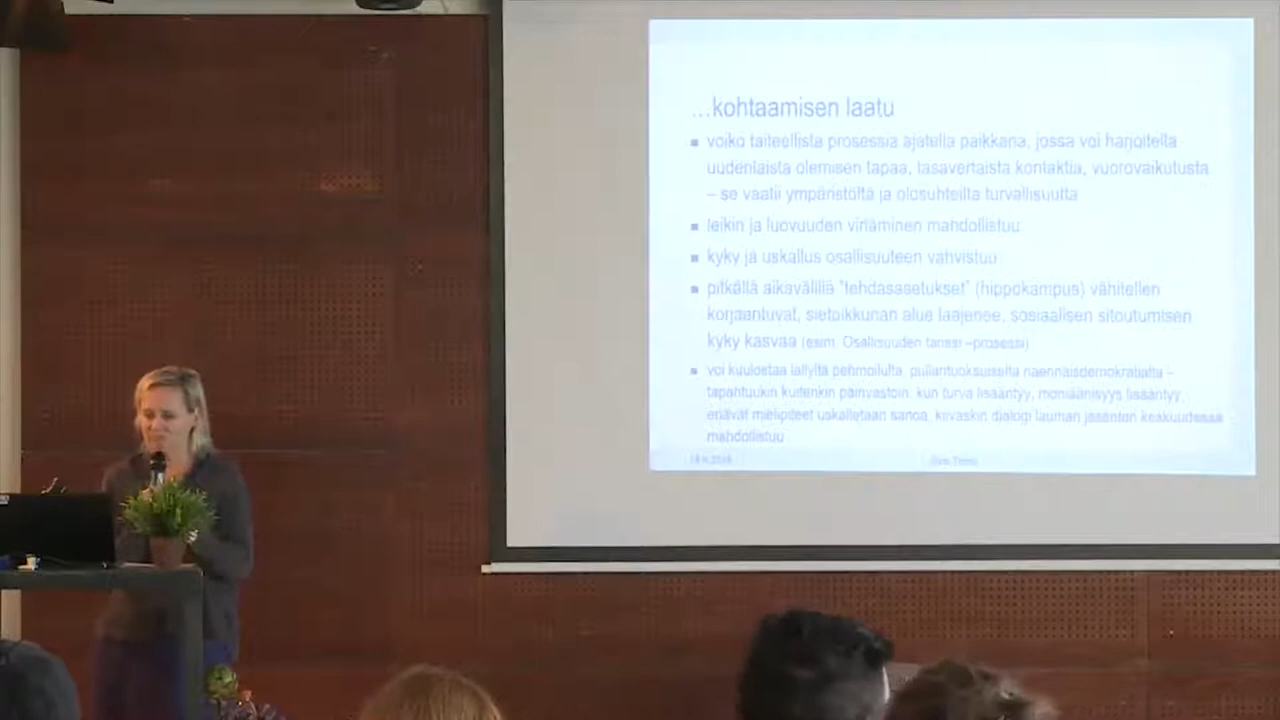 ...kohtaamisen laatu
voiko taiteellista prosessia ajatella paikkana, jossa voi harjoitella
uudenlaista olemisen tapaa, tasavertaista kontaktia, vuorovaikutusta
– se vaatii ympäristöltä ja olosuhteilta turvallisuutta
leikin ja luovuuden viriäminen mahdollistuu
kyky ja uskallus osallisuuteen vahvistuu
pitkällä aikavälillä "tehdasasetukset" (hippokampus) vähitellen
korjaantuvat, sietoikkunan alue laajenee, sosiaalisen sitoutumisen
kyky kasvaa (esim. Osallisuuden tanssi –prosessi)
voi kuulostaa lällyltä pehmoilulta, pullantuoksuiselta näennäisdemokratialta –
tapahtuukin kuitenkin päinvastoin, kun turva lisääntyy, moniäänisyys lisääntyy,
eriävät mielipiteet uskalletaan sanoa, kiivaskin dialogi lauman jäsenten keskuudessa
mahdollistuu